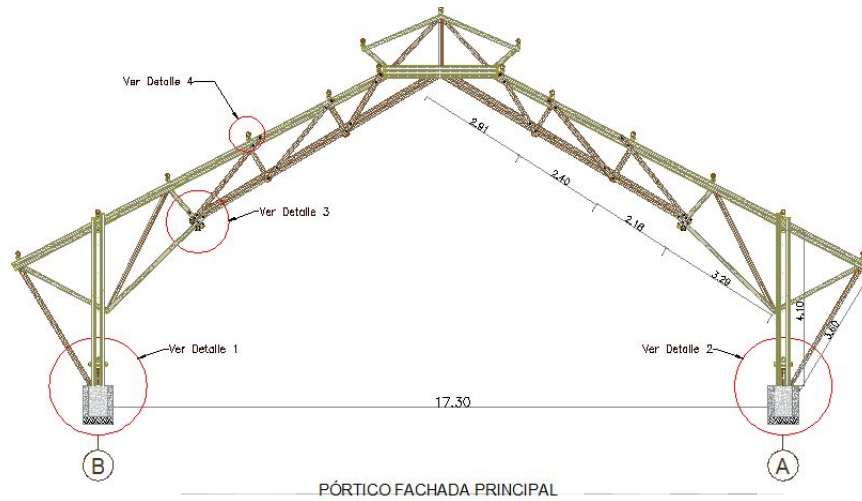 Ver Detalle 4
2.91
2.40
2.18
Ver Detalle 3
3.29
4.10
3.60
Ver Detalle 1
Ver Detalle 2
17.30
B
A
PÓRTICO FACHADA PRINCIPAL